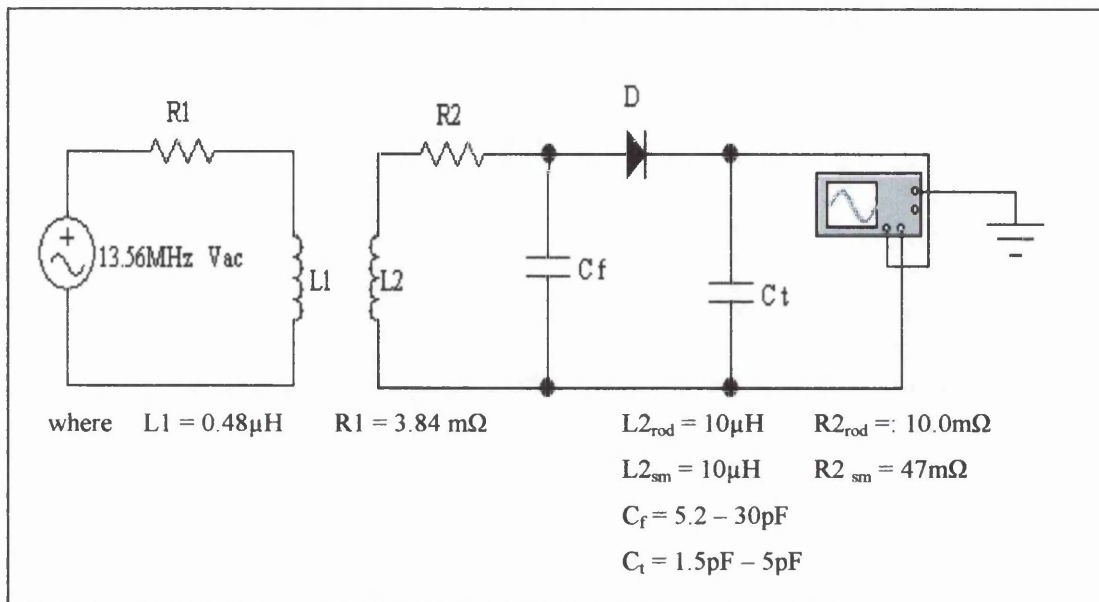 R1
R2
D
13.56MHz Vac
L1
L2
Cf
Ct
where L1 = 0.48μH R1 = 3.84 mΩ
L2rod = 10μH R2rod =: 10.0mΩ
L2sm = 10μH R2 sm = 47mΩ
Cf = 5.2 – 30pF
Ct = 1.5pF – 5pF